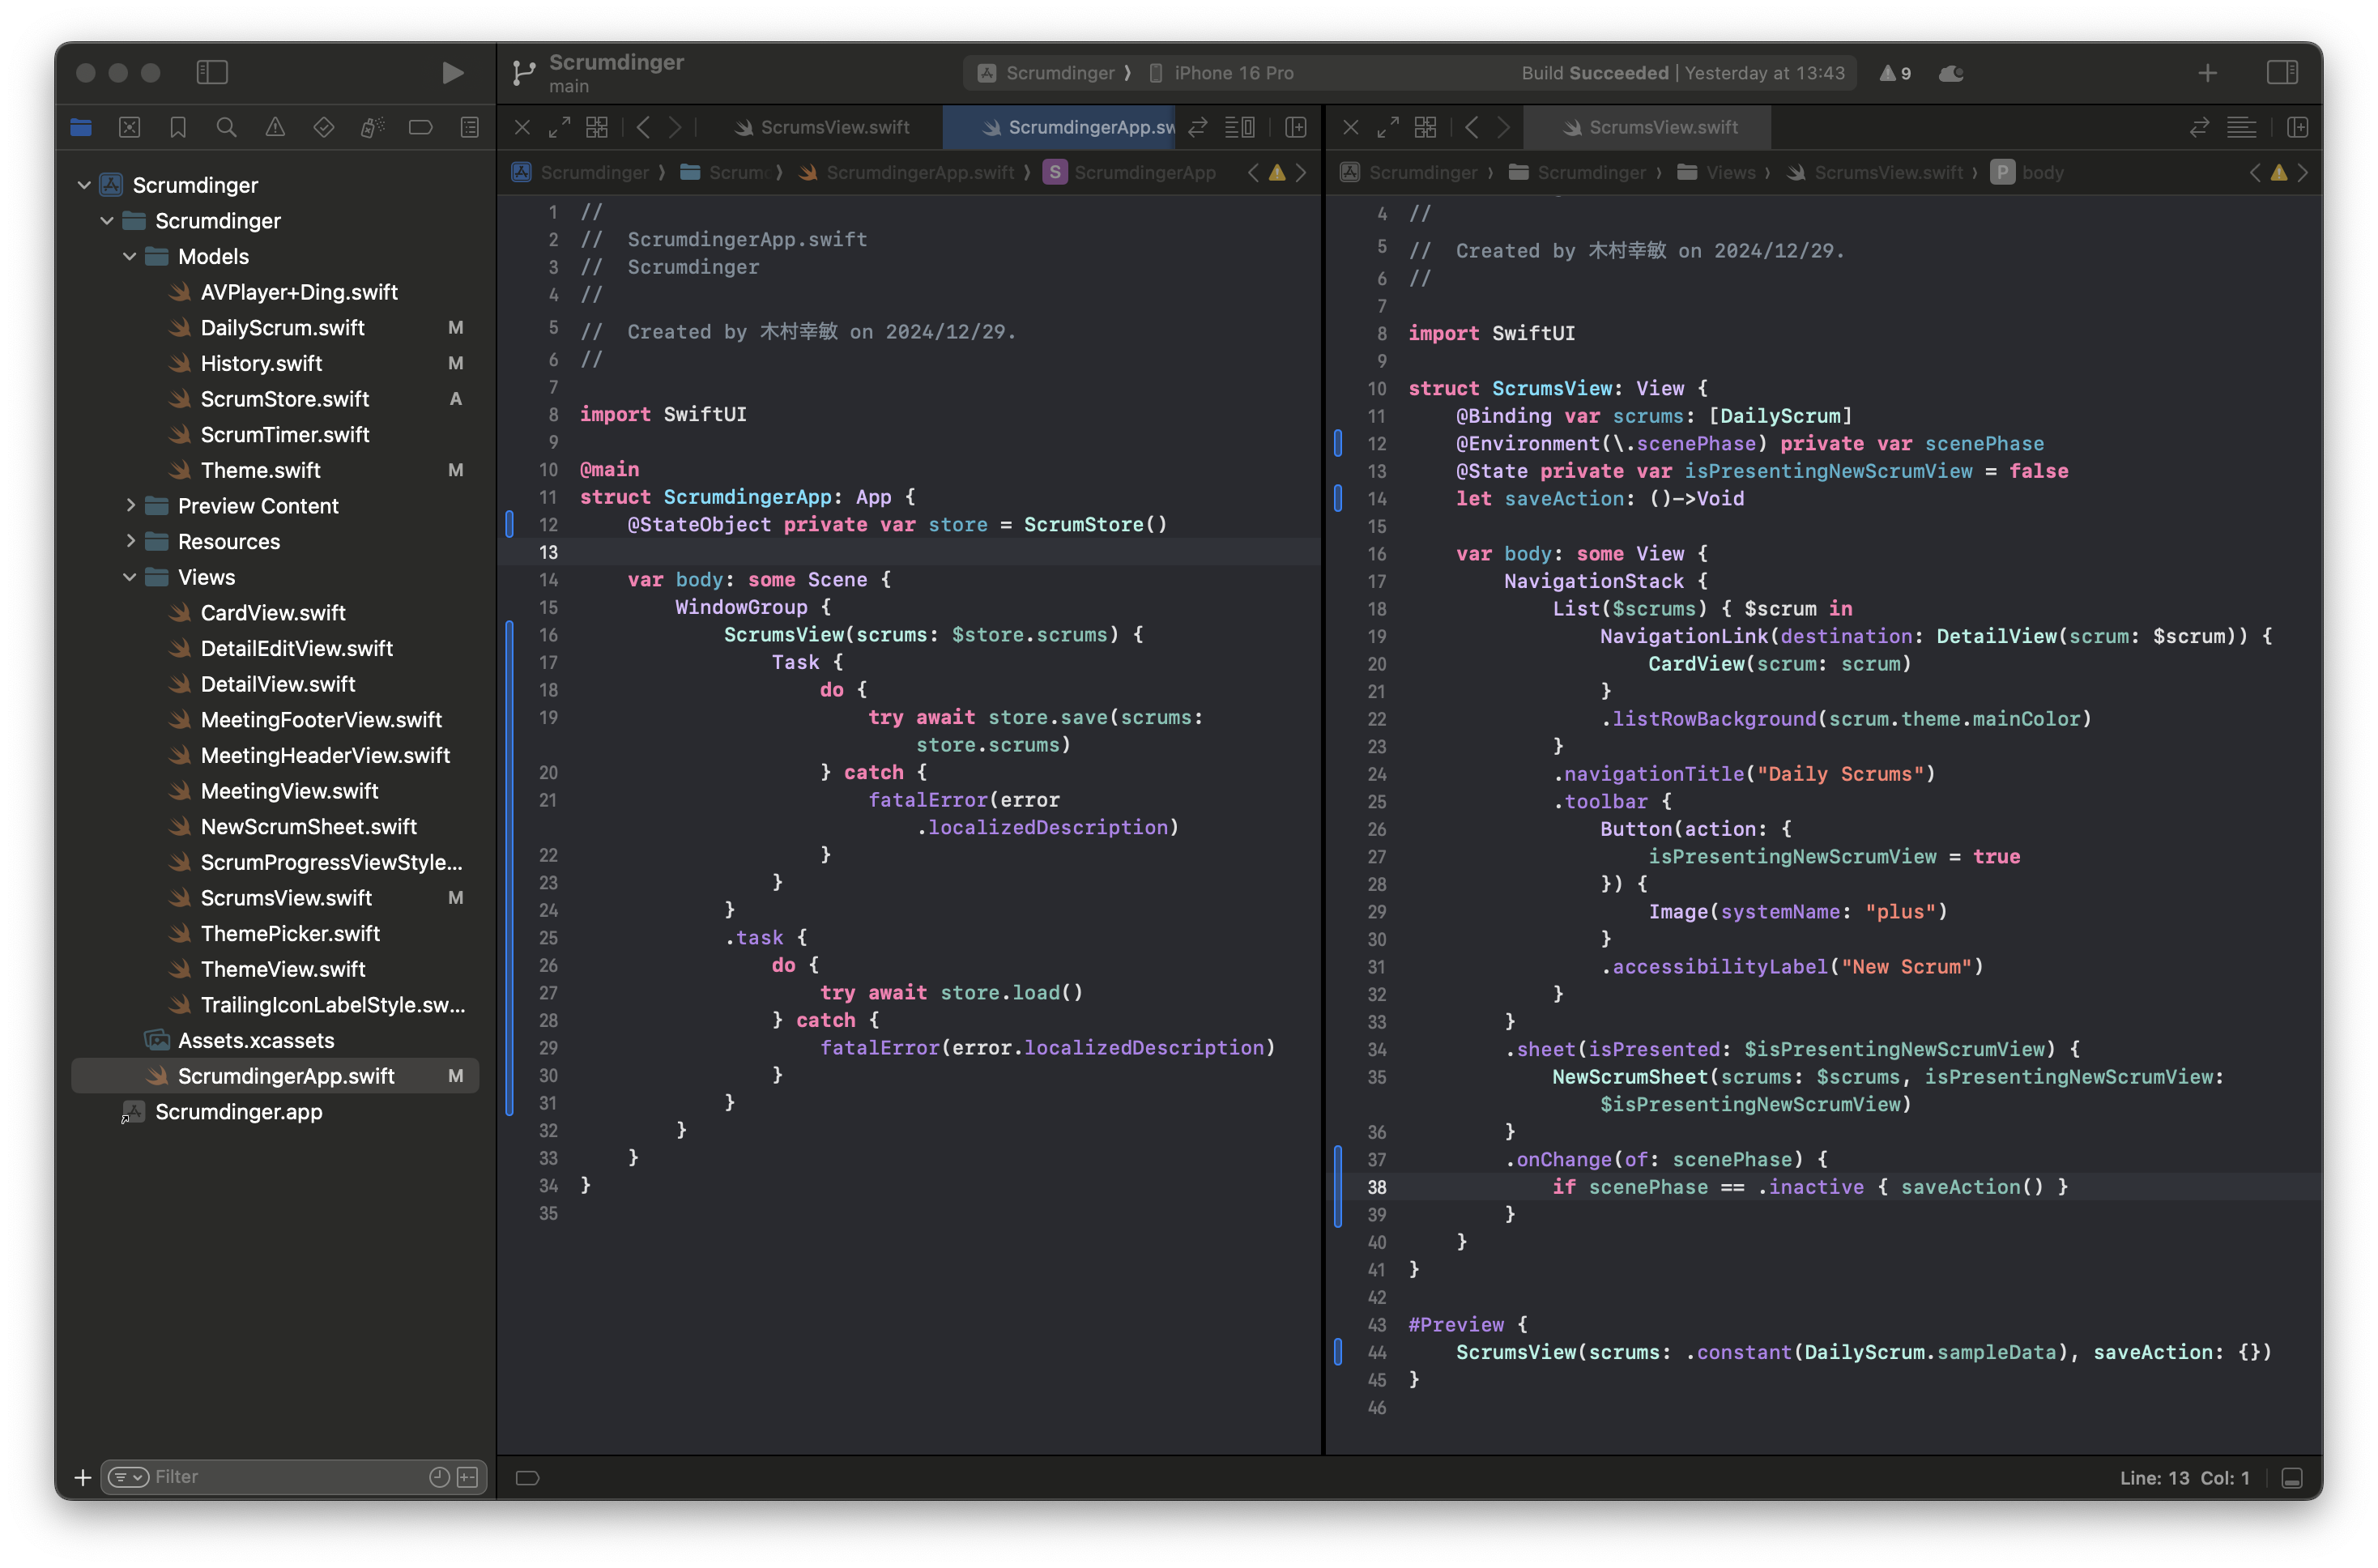 Scrumdinger
main
Scrumdinger
iPhone 16 Pro
Build Succeeded | Yesterday at 13:43
9
Scrumdinger
Scrumdinger
Models
AVPlayer+Ding.swift
DailyScrum.swift M
History.swift M
ScrumStore.swift A
ScrumTimer.swift
Theme.swift M
Preview Content
Resources
Views
CardView.swift
DetailEditView.swift
DetailView.swift
MeetingFooterView.swift
MeetingHeaderView.swift
MeetingView.swift
NewScrumSheet.swift
ScrumProgressViewStyle...
ScrumsView.swift M
ThemePicker.swift
ThemeView.swift
TrailingIconLabelStyle.sw...
Assets.xcassets
ScrumdingerApp.swift M
Scrumdinger.app
Filter
ScrumsView.swift
ScrumdingerApp.sw
Scrumdinger ⟩ Scrum ⟩ ScrumdingerApp.swift ⟩ S ScrumdingerApp
1 //
2 //  ScrumdingerApp.swift
3 //  Scrumdinger
4 //
5 //  Created by 木村幸敏 on 2024/12/29.
6 //
7
8 import SwiftUI
9
10 @main
11 struct ScrumdingerApp: App {
12     @StateObject private var store = ScrumStore()
13
14     var body: some Scene {
15         WindowGroup {
16             ScrumsView(scrums: $store.scrums) {
17                 Task {
18                     do {
19                         try await store.save(scrums:
store.scrums)
20                     } catch {
21                         fatalError(error
.localizedDescription)
22                     }
23                 }
24             }
25             .task {
26                 do {
27                     try await store.load()
28                 } catch {
29                     fatalError(error.localizedDescription)
30                 }
31             }
32         }
33     }
34 }
35
ScrumsView.swift
Scrumdinger ⟩ Scrumdinger ⟩ Views ⟩ ScrumsView.swift ⟩ P body
4 //
5 //  Created by 木村幸敏 on 2024/12/29.
6 //
7
8 import SwiftUI
9
10 struct ScrumsView: View {
11     @Binding var scrums: [DailyScrum]
12     @Environment(\.scenePhase) private var scenePhase
13     @State private var isPresentingNewScrumView = false
14     let saveAction: ()->Void
15
16     var body: some View {
17         NavigationStack {
18             List($scrums) { $scrum in
19                 NavigationLink(destination: DetailView(scrum: $scrum)) {
20                     CardView(scrum: scrum)
21                 }
22                 .listRowBackground(scrum.theme.mainColor)
23             }
24             .navigationTitle("Daily Scrums")
25             .toolbar {
26                 Button(action: {
27                     isPresentingNewScrumView = true
28                 }) {
29                     Image(systemName: "plus")
30                 }
31                 .accessibilityLabel("New Scrum")
32             }
33         }
34         .sheet(isPresented: $isPresentingNewScrumView) {
35             NewScrumSheet(scrums: $scrums, isPresentingNewScrumView:
$isPresentingNewScrumView)
36         }
37         .onChange(of: scenePhase) {
38             if scenePhase == .inactive { saveAction() }
39         }
40     }
41 }
42
43 #Preview {
44     ScrumsView(scrums: .constant(DailyScrum.sampleData), saveAction: {})
45 }
46
Line: 13  Col: 1